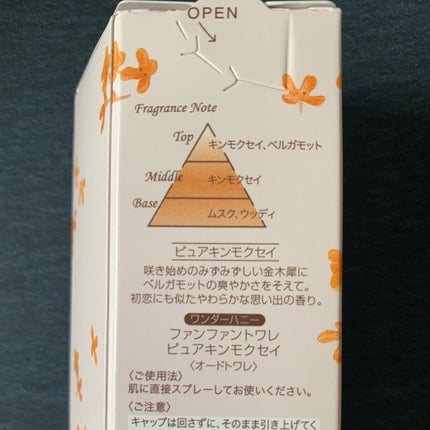 OPEN
Fragrance Note
Top キンモクセイ、ベルガモット
Middle キンモクセイ
Base ムスク、ウッディ
ピュアキンモクセイ
咲き始めのみずみずしい金木犀に
ベルガモットの爽やかさをそえて。
初恋にも似たやわらかな思い出の香り。
ワンダーハニー
ファンファントワレ
ピュアキンモクセイ
〈オードトワレ〉
〈ご使用法〉
肌に直接スプレーしてお使いください。
〈ご注意〉
キャップは回さずに、そのまま引き上げてく